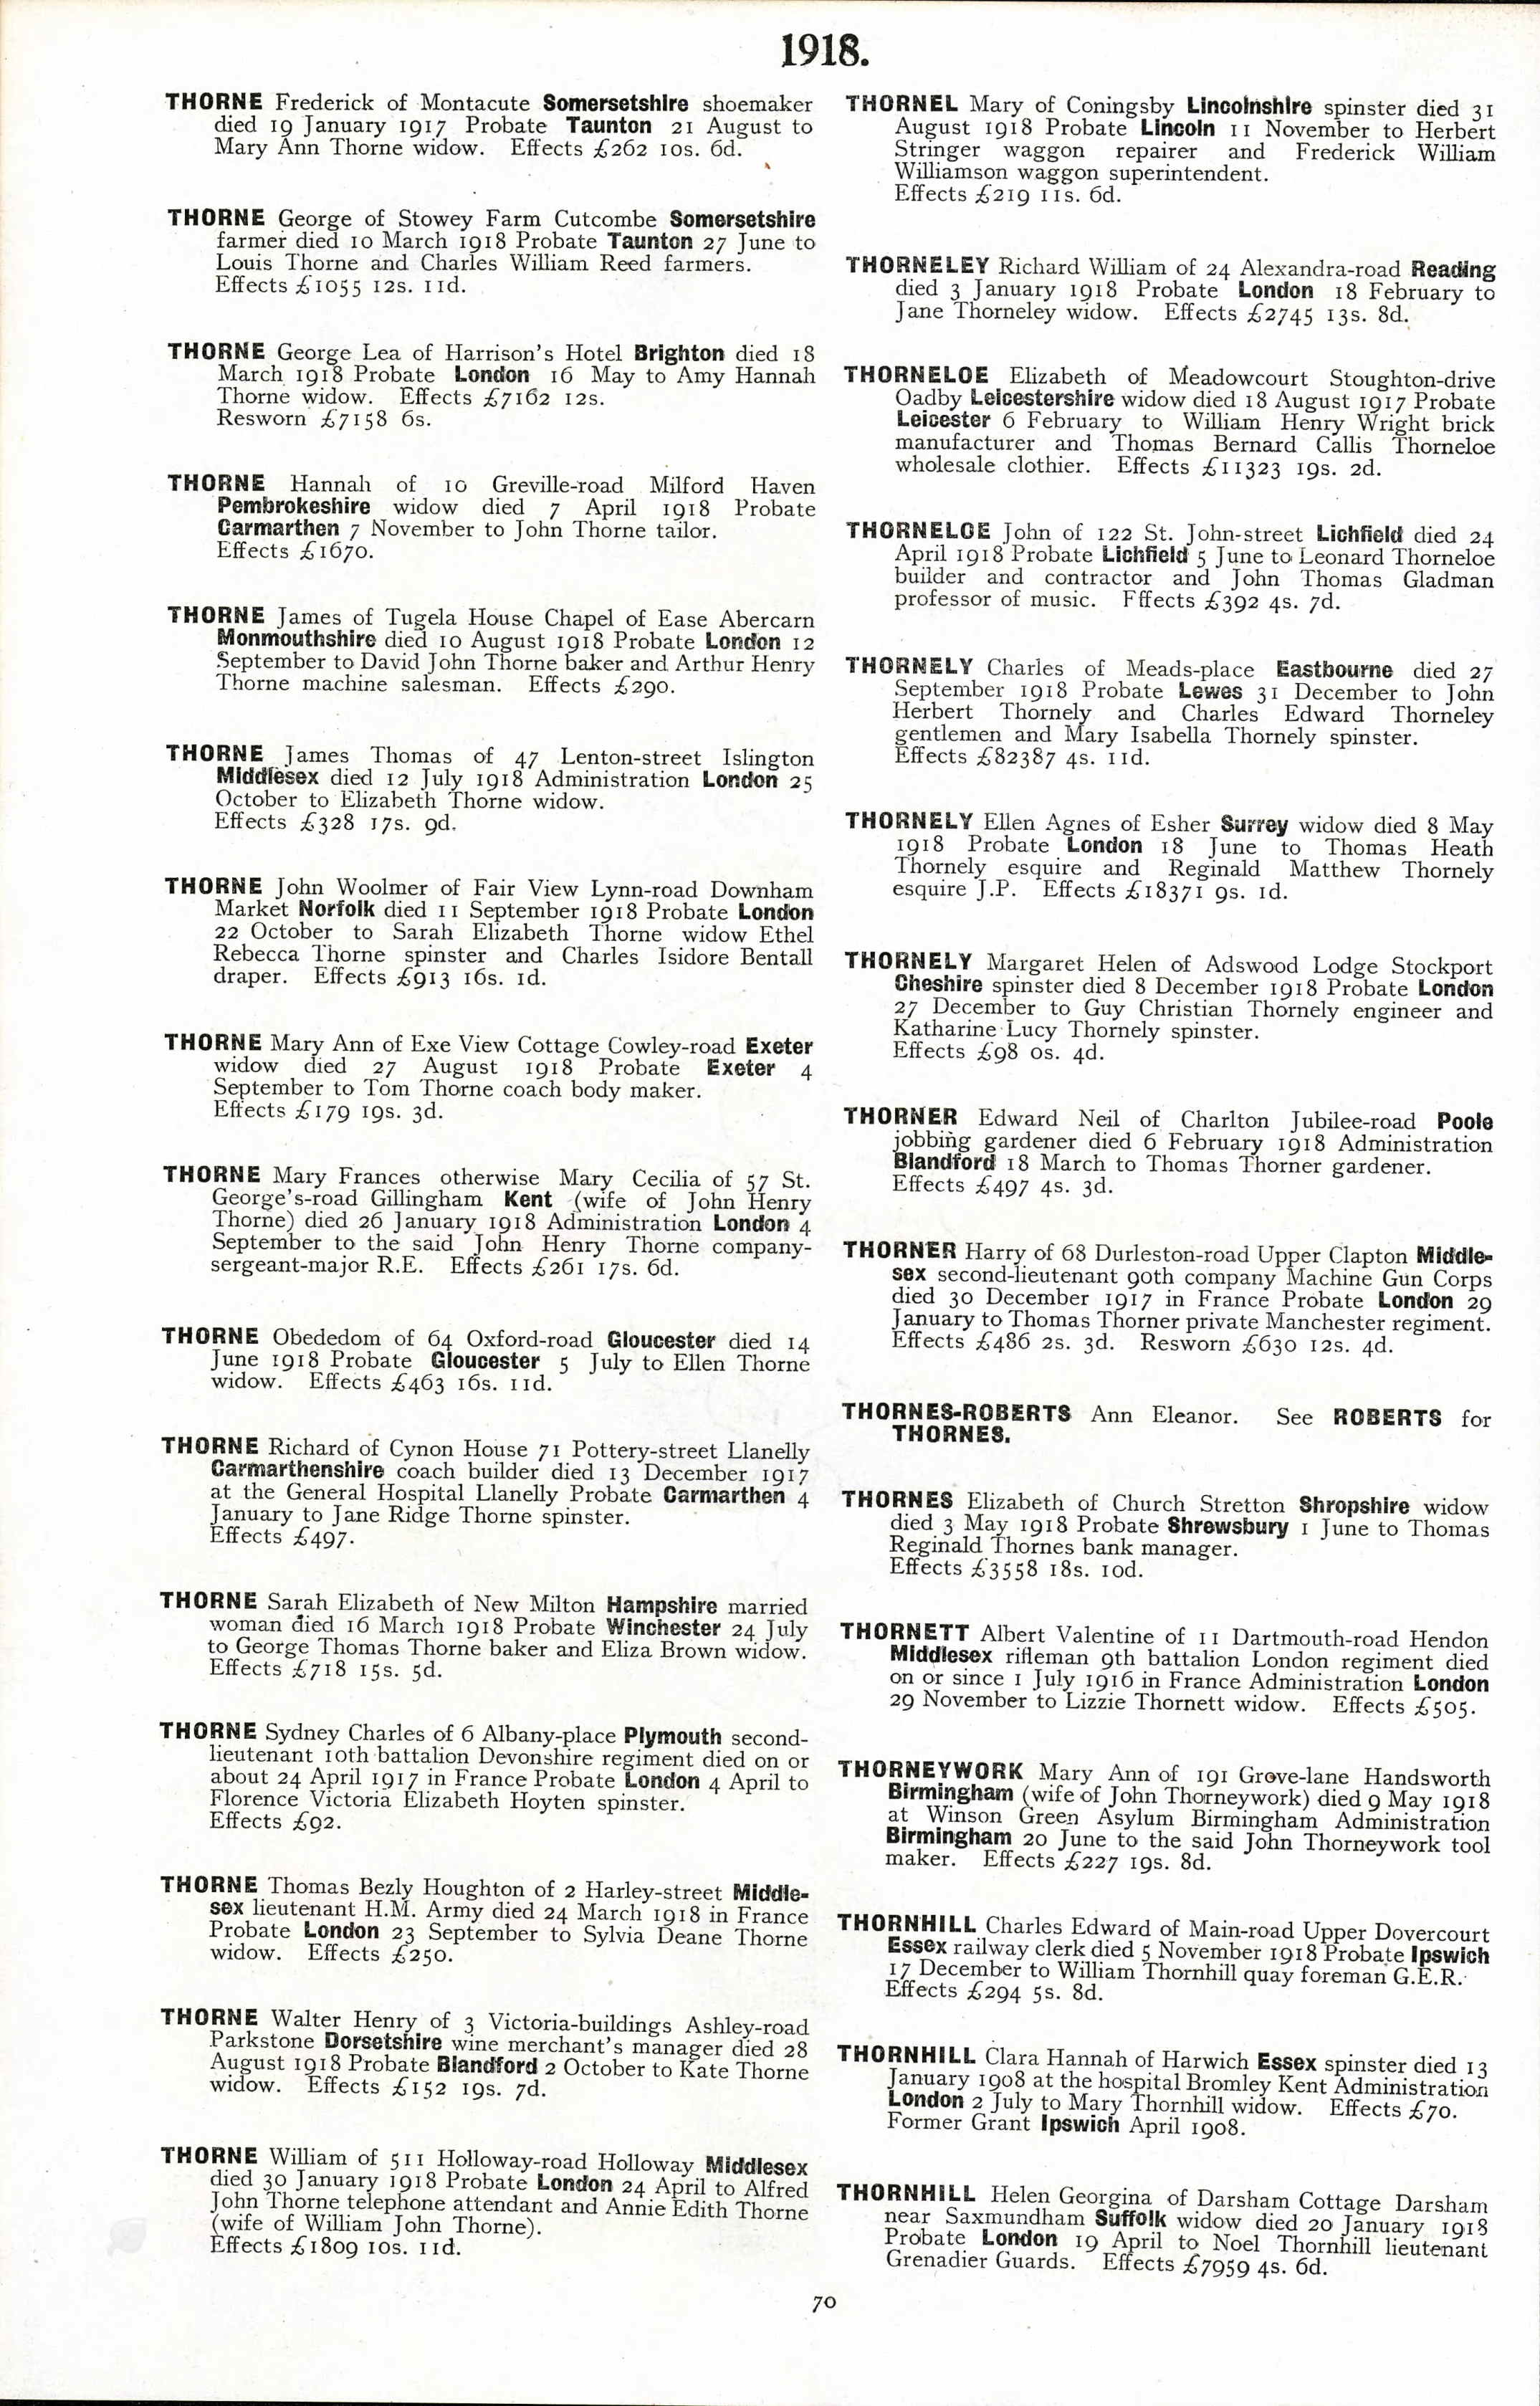 1918.
THORNE Frederick of Montacute Somersetshire shoemaker
died 19 January 1917 Probate Taunton 21 August to
Mary Ann Thorne widow. Effects £262 10s. 6d.
THORNE George of Stowey Farm Cutcombe Somersetshire
farmer died 10 March 1918 Probate Taunton 27 June to
Louis Thorne and Charles William Reed farmers.
Effects £1055 12s. 11d.
THORNE George Lea of Harrison's Hotel Brighton died 18
March 1918 Probate London 16 May to Amy Hannah
Thorne widow. Effects £7162 12s.
Resworn £7158 6s.
THORNE Hannah of 10 Greville-road Milford Haven
Pembrokeshire widow died 7 April 1918 Probate
Carmarthen 7 November to John Thorne tailor.
Effects £1670.
THORNE James of Tugela House Chapel of Ease Abercarn
Monmouthshire died 10 August 1918 Probate London 12
September to David John Thorne baker and Arthur Henry
Thorne machine salesman. Effects £290.
THORNE James Thomas of 47 Lenton-street Islington
Middlesex died 12 July 1918 Administration London 25
October to Elizabeth Thorne widow.
Effects £328 17s. 9d.
THORNE John Woolmer of Fair View Lynn-road Downham
Market Norfolk died 11 September 1918 Probate London
22 October to Sarah Elizabeth Thorne widow Ethel
Rebecca Thorne spinster and Charles Isidore Bentall
draper. Effects £913 16s. 1d.
THORNE Mary Ann of Exe View Cottage Cowley-road Exeter
widow died 27 August 1918 Probate Exeter 4
September to Tom Thorne coach body maker.
Effects £179 19s. 3d.
THORNE Mary Frances otherwise Mary Cecilia of 57 St.
George's-road Gillingham Kent (wife of John Henry
Thorne) died 26 January 1918 Administration London 4
September to the said John Henry Thorne company-
sergeant-major R.E. Effects £261 17s. 6d.
THORNE Obededom of 64 Oxford-road Gloucester died 14
June 1918 Probate Gloucester 5 July to Ellen Thorne
widow. Effects £463 16s. 11d.
THORNE Richard of Cynon House 71 Pottery-street Llanelly
Carmarthenshire coach builder died 13 December 1917
at the General Hospital Llanelly Probate Carmarthen 4
January to Jane Ridge Thorne spinster.
Effects £497.
THORNE Sarah Elizabeth of New Milton Hampshire married
woman died 16 March 1918 Probate Winchester 24 July
to George Thomas Thorne baker and Eliza Brown widow.
Effects £718 15s. 5d.
THORNE Sydney Charles of 6 Albany-place Plymouth second-
lieutenant 10th battalion Devonshire regiment died on or
about 24 April 1917 in France Probate London 4 April to
Florence Victoria Elizabeth Hoyten spinster.
Effects £92.
THORNE Thomas Bezly Houghton of 2 Harley-street Middle-
sex lieutenant H.M. Army died 24 March 1918 in France
Probate London 23 September to Sylvia Deane Thorne
widow. Effects £250.
THORNE Walter Henry of 3 Victoria-buildings Ashley-road
Parkstone Dorsetshire wine merchant's manager died 28
August 1918 Probate Blandford 2 October to Kate Thorne
widow. Effects £152 19s. 7d.
THORNE William of 511 Holloway-road Holloway Middlesex
died 30 January 1918 Probate London 24 April to Alfred
John Thorne telephone attendant and Annie Edith Thorne
(wife of William John Thorne).
Effects £1809 10s. 11d.
THORNEL Mary of Coningsby Lincolnshire spinster died 31
August 1918 Probate Lincoln 11 November to Herbert
Stringer waggon repairer and Frederick William
Williamson waggon superintendent.
Effects £219 11s. 6d.
THORNELEY Richard William of 24 Alexandra-road Reading
died 3 January 1918 Probate London 18 February to
Jane Thorneley widow. Effects £2745 13s. 8d.
THORNELOE Elizabeth of Meadowcourt Stoughton-drive
Oadby Leicestershire widow died 18 August 1917 Probate
Leicester 6 February to William Henry Wright brick
manufacturer and Thomas Bernard Callis Thorneloe
wholesale clothier. Effects £11323 19s. 2d.
THORNELOE John of 122 St. John-street Lichfield died 24
April 1918 Probate Lichfield 5 June to Leonard Thorneloe
builder and contractor and John Thomas Gladman
professor of music. Fffects £392 4s. 7d.
THORNELY Charles of Meads-place Eastbourne died 27
September 1918 Probate Lewes 31 December to John
Herbert Thornely and Charles Edward Thorneley
gentlemen and Mary Isabella Thornely spinster.
Effects £82387 4s. 11d.
THORNELY Ellen Agnes of Esher Surrey widow died 8 May
1918 Probate London 18 June to Thomas Heath
Thornely esquire and Reginald Matthew Thornely
esquire J.P. Effects £18371 9s. 1d.
THORNELY Margaret Helen of Adswood Lodge Stockport
Cheshire spinster died 8 December 1918 Probate London
27 December to Guy Christian Thornely engineer and
Katharine Lucy Thornely spinster.
Effects £98 0s. 4d.
THORNER Edward Neil of Charlton Jubilee-road Poole
jobbing gardener died 6 February 1918 Administration
Blandford 18 March to Thomas Thorner gardener.
Effects £497 4s. 3d.
THORNER Harry of 68 Durleston-road Upper Clapton Middle-
sex second-lieutenant 90th company Machine Gun Corps
died 30 December 1917 in France Probate London 29
January to Thomas Thorner private Manchester regiment.
Effects £486 2s. 3d. Resworn £630 12s. 4d.
THORNES-ROBERTS Ann Eleanor. See ROBERTS for
THORNES.
THORNES Elizabeth of Church Stretton Shropshire widow
died 3 May 1918 Probate Shrewsbury 1 June to Thomas
Reginald Thornes bank manager.
Effects £3558 18s. 10d.
THORNETT Albert Valentine of 11 Dartmouth-road Hendon
Middlesex rifleman 9th battalion London regiment died
on or since 1 July 1916 in France Administration London
29 November to Lizzie Thornett widow. Effects £505.
THORNEYWORK Mary Ann of 191 Grove-lane Handsworth
Birmingham (wife of John Thorneywork) died 9 May 1918
at Winson Green Asylum Birmingham Administration
Birmingham 20 June to the said John Thorneywork tool
maker. Effects £227 19s. 8d.
THORNHILL Charles Edward of Main-road Upper Dovercourt
Essex railway clerk died 5 November 1918 Probate Ipswich
17 December to William Thornhill quay foreman G.E.R.
Effects £294 5s. 8d.
THORNHILL Clara Hannah of Harwich Essex spinster died 13
January 1908 at the hospital Bromley Kent Administration
London 2 July to Mary Thornhill widow. Effects £70.
Former Grant Ipswich April 1908.
THORNHILL Helen Georgina of Darsham Cottage Darsham
near Saxmundham Suffolk widow died 20 January 1918
Probate London 19 April to Noel Thornhill lieutenant
Grenadier Guards. Effects £7959 4s. 6d.
70